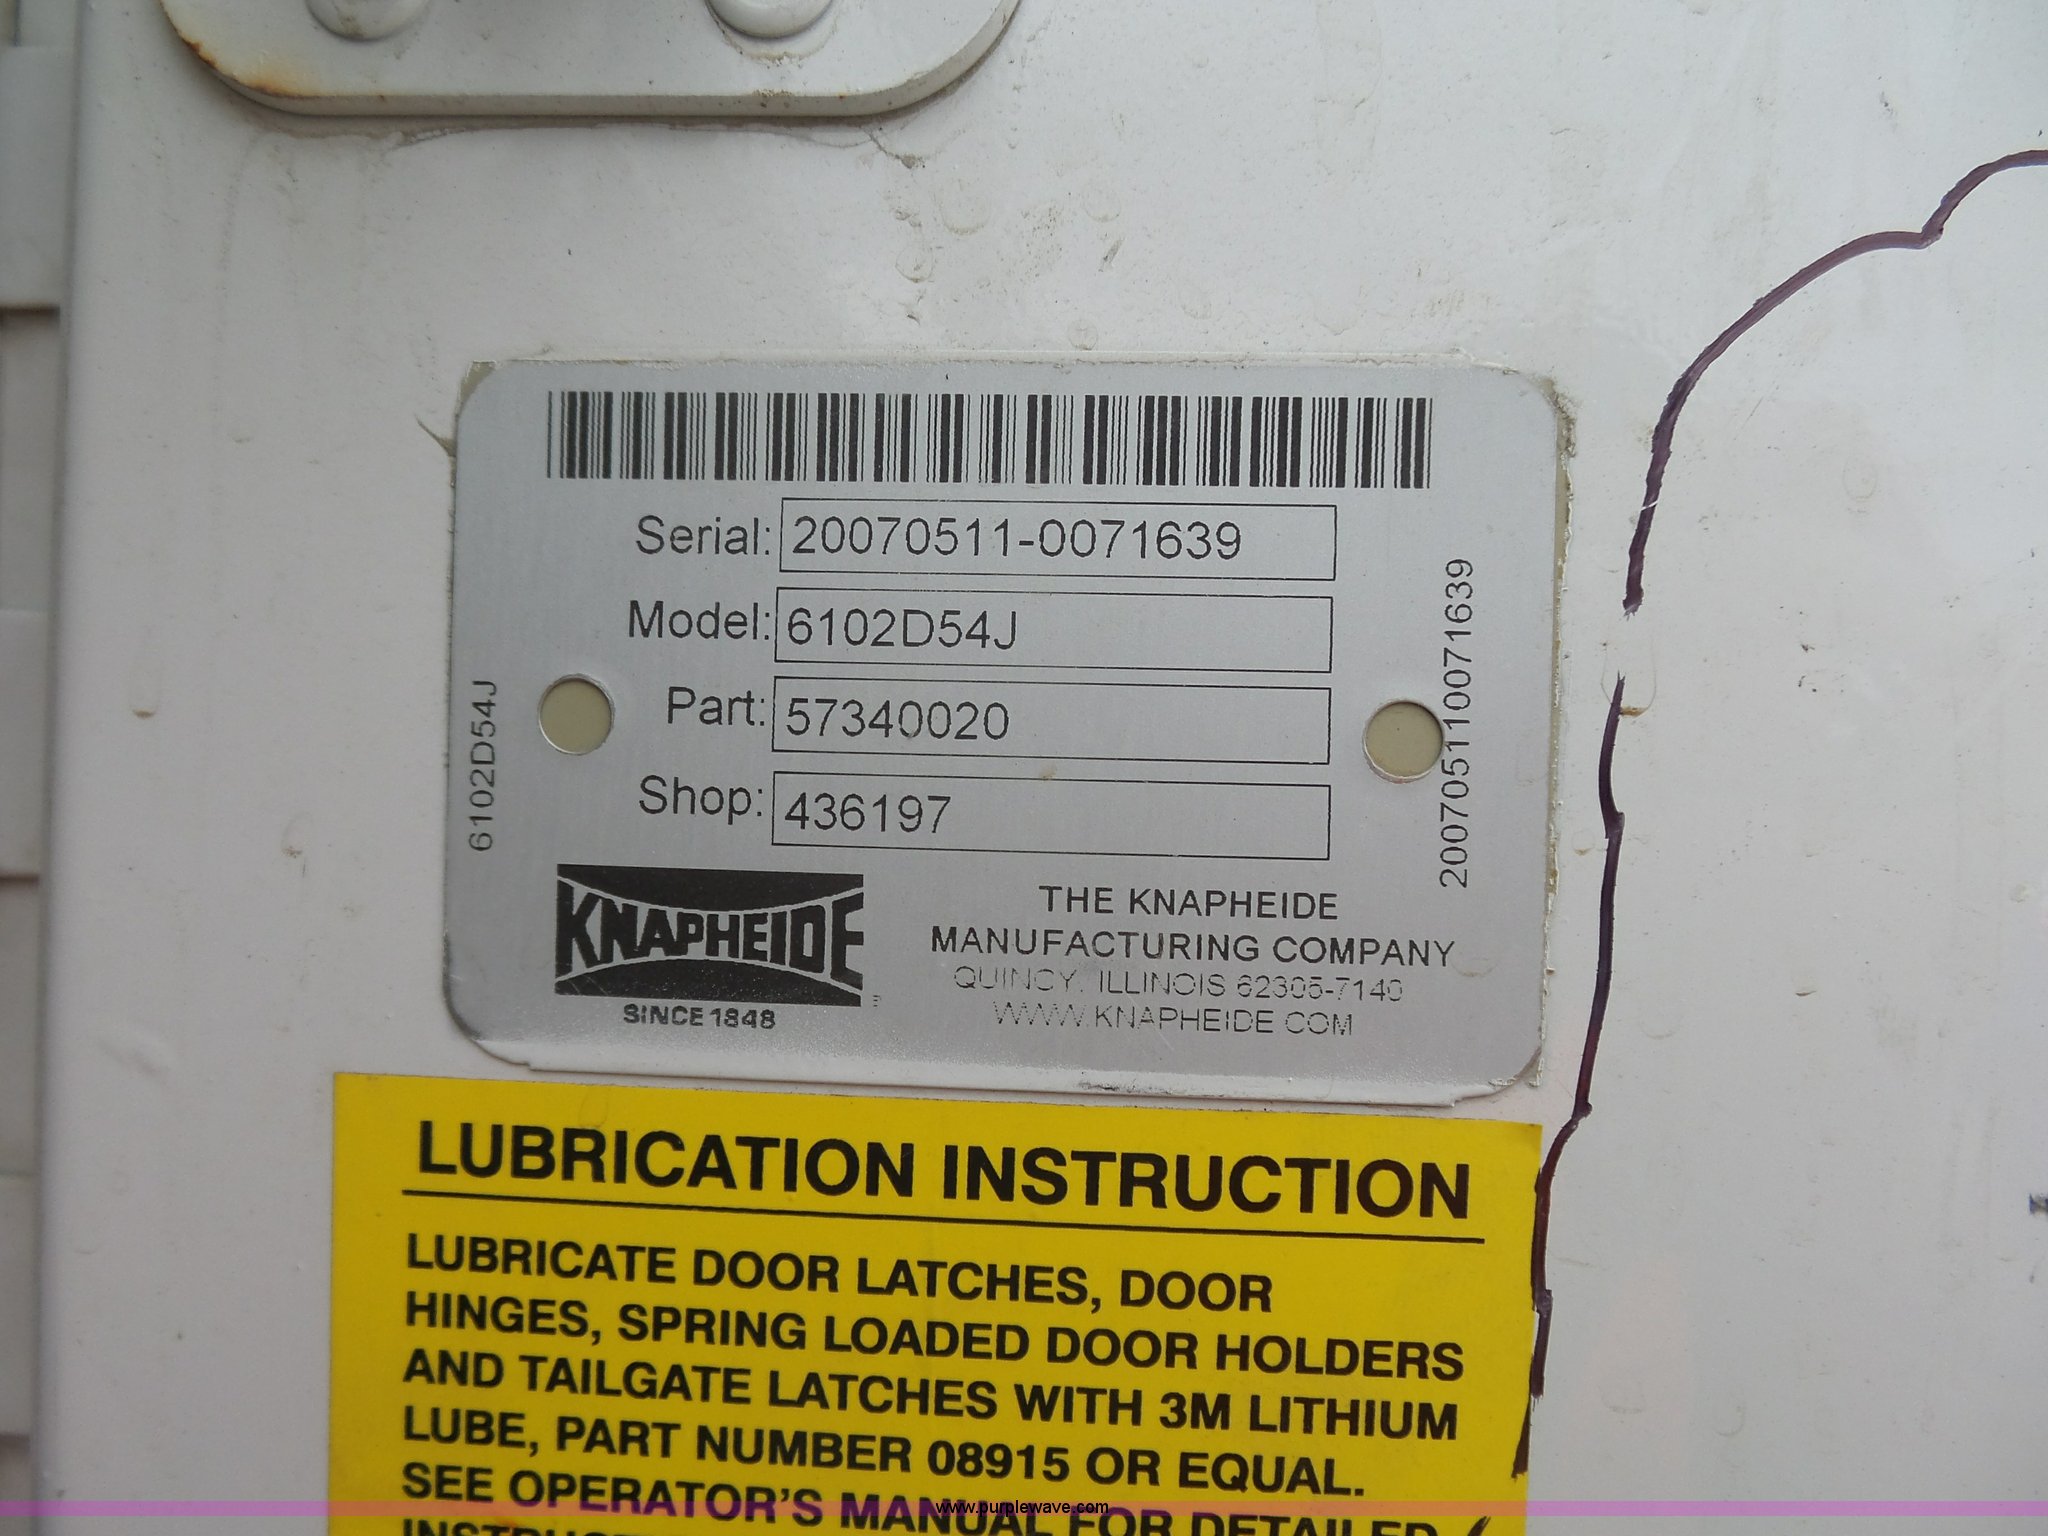 Serial: 20070511-0071639
Model: 6102D54J
Part: 57340020
Shop: 436197
6102D54J
200705110071639
KNAPHEIDE
SINCE 1848
THE KNAPHEIDE
MANUFACTURING COMPANY
QUINCY, ILLINOIS 62305-7140
WWW.KNAPHEIDE.COM
LUBRICATION INSTRUCTION
LUBRICATE DOOR LATCHES, DOOR
HINGES, SPRING LOADED DOOR HOLDERS
AND TAILGATE LATCHES WITH 3M LITHIUM
LUBE, PART NUMBER 08915 OR EQUAL.
SEE OPERATOR'S MANUAL FOR DETAILED
www.purplewave.com